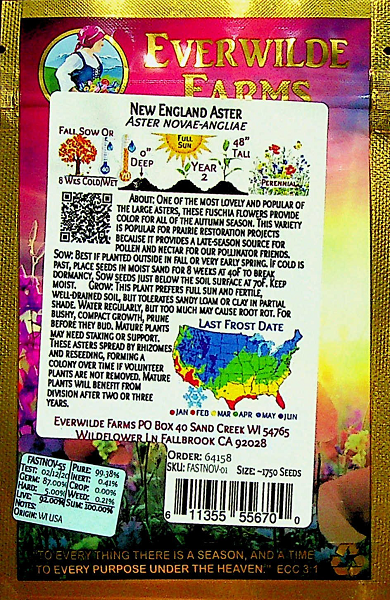 EVERWILDE
FARMS
NEW ENGLAND ASTER
ASTER NOVAE-ANGLIAE
FALL SOW OR
8 WKS COLD/WET
0"
DEEP
FULL
SUN
YEAR
2
48"
TALL
PERENNIAL
ABOUT: ONE OF THE MOST LOVELY AND POPULAR OF
THE LARGE ASTERS, THESE FUSCHIA FLOWERS PROVIDE
COLOR FOR ALL OF THE AUTUMN SEASON. THIS VARIETY
IS POPULAR FOR PRAIRIE RESTORATION PROJECTS
BECAUSE IT PROVIDES A LATE-SEASON SOURCE FOR
POLLEN AND NECTAR FOR OUR POLLINATOR FRIENDS.
SOW: BEST IF PLANTED OUTSIDE IN FALL OR VERY EARLY SPRING. IF COLD IS
PAST, PLACE SEEDS IN MOIST SAND FOR 8 WEEKS AT 40F TO BREAK
DORMANCY, SOW SEEDS JUST BELOW THE SOIL SURFACE AT 70F. KEEP
MOIST. GROW: THIS PLANT PREFERS FULL SUN AND FERTILE,
WELL-DRAINED SOIL, BUT TOLERATES SANDY LOAM OR CLAY IN PARTIAL
SHADE. WATER REGULARLY, BUT TOO MUCH MAY CAUSE ROOT ROT. FOR
BUSHY, COMPACT GROWTH, PRUNE
BEFORE THEY BUD. MATURE PLANTS
MAY NEED STAKING OR SUPPORT.
THESE ASTERS SPREAD BY RHIZOMES
AND RESEEDING, FORMING A
COLONY OVER TIME IF VOLUNTEER
PLANTS ARE NOT REMOVED. MATURE
PLANTS WILL BENEFIT FROM
DIVISION AFTER TWO OR THREE
YEARS.
LAST FROST DATE
JAN FEB MAR APR MAY JUN
EVERWILDE FARMS PO BOX 40 SAND CREEK WI 54765
WILDFLOWER LN FALLBROOK CA 92028
ORDER: 64158
SKU: FASTNOV-01 SIZE: ~1750 SEEDS
6 11355 55670 0
FASTNOV-55
TEST: 02/12/20
GERM: 87.00%
HARD: 5.00%
LIVE: 92.00%
NOTES:
ORIGIN: WI USA
PURE: 99.38%
INERT: 0.41%
CROP: 0.00%
WEED: 0.21%
SUM: 100.00%
"TO EVERY THING THERE IS A SEASON, AND A TIME
TO EVERY PURPOSE UNDER THE HEAVEN." ECC 3:1